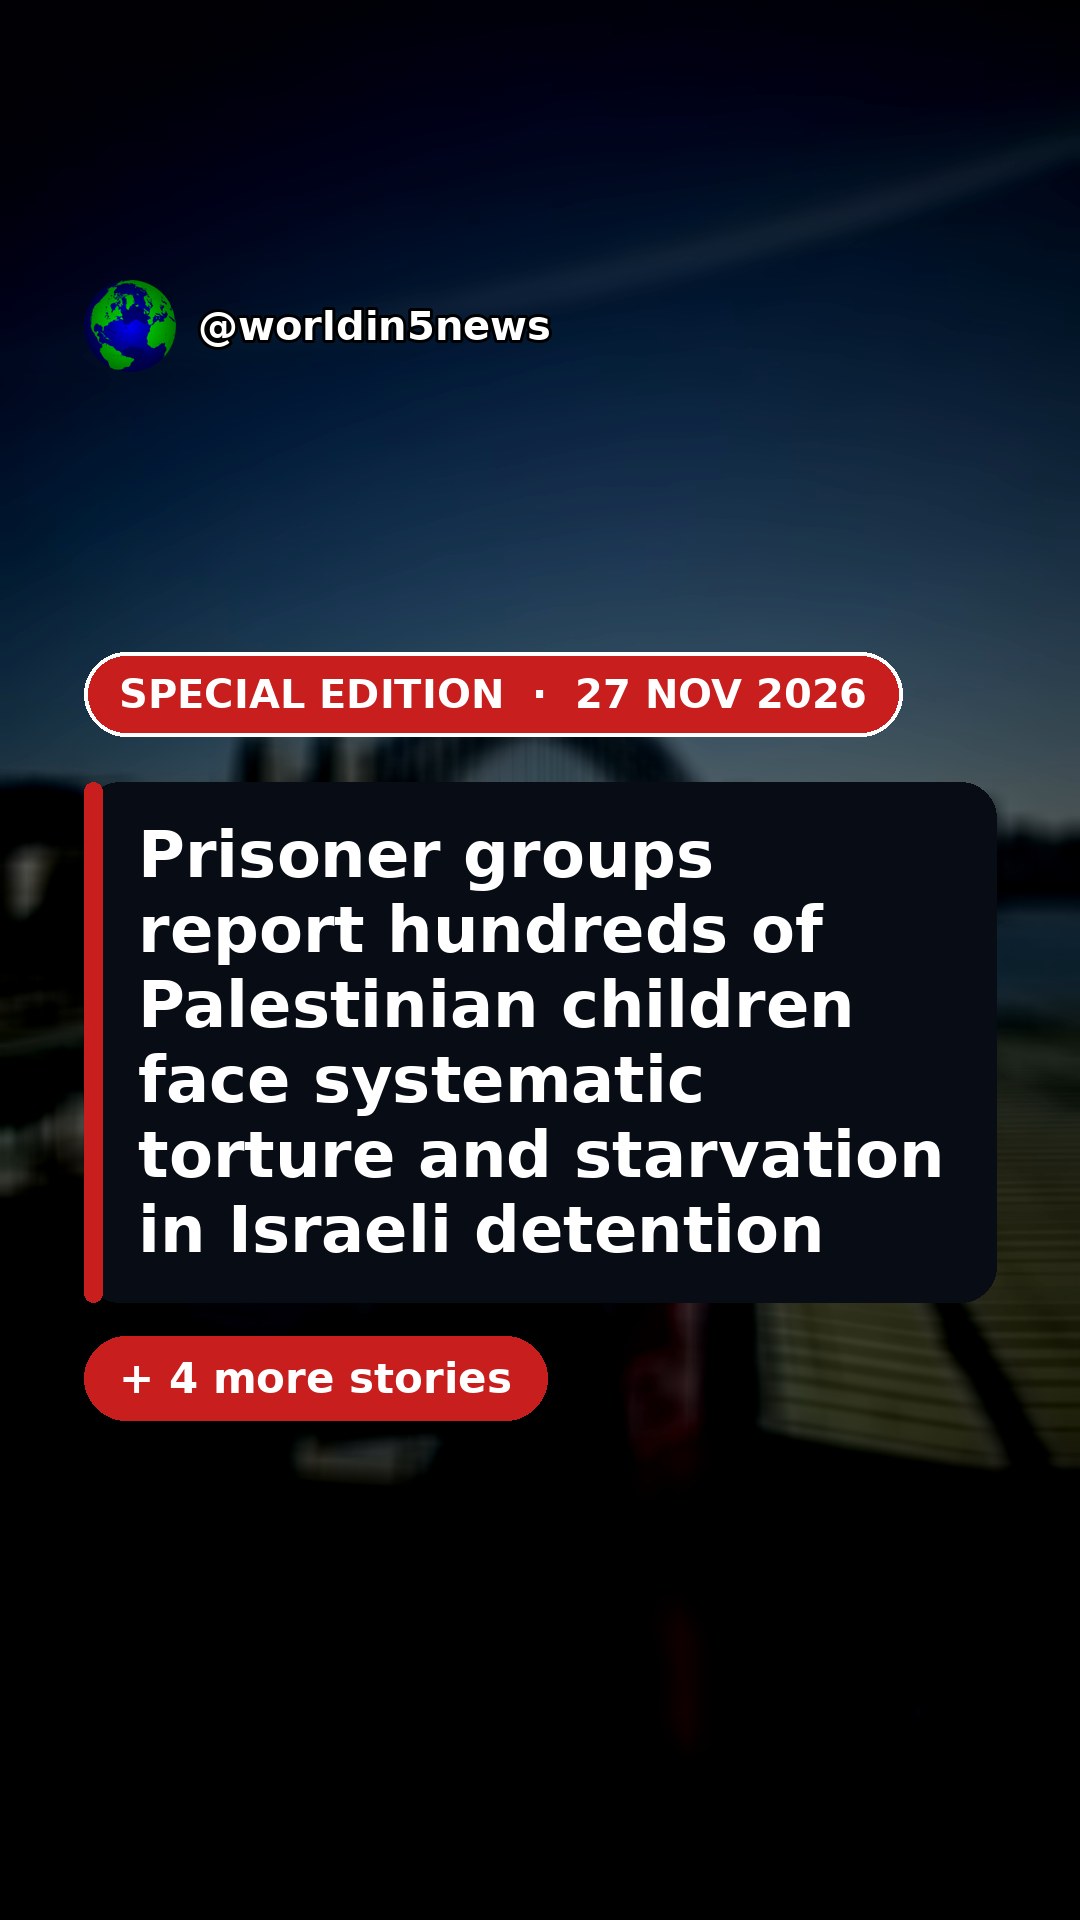 @worldin5news
SPECIAL EDITION · 27 NOV 2026
Prisoner groups
report hundreds of
Palestinian children
face systematic
torture and starvation
in Israeli detention
+ 4 more stories